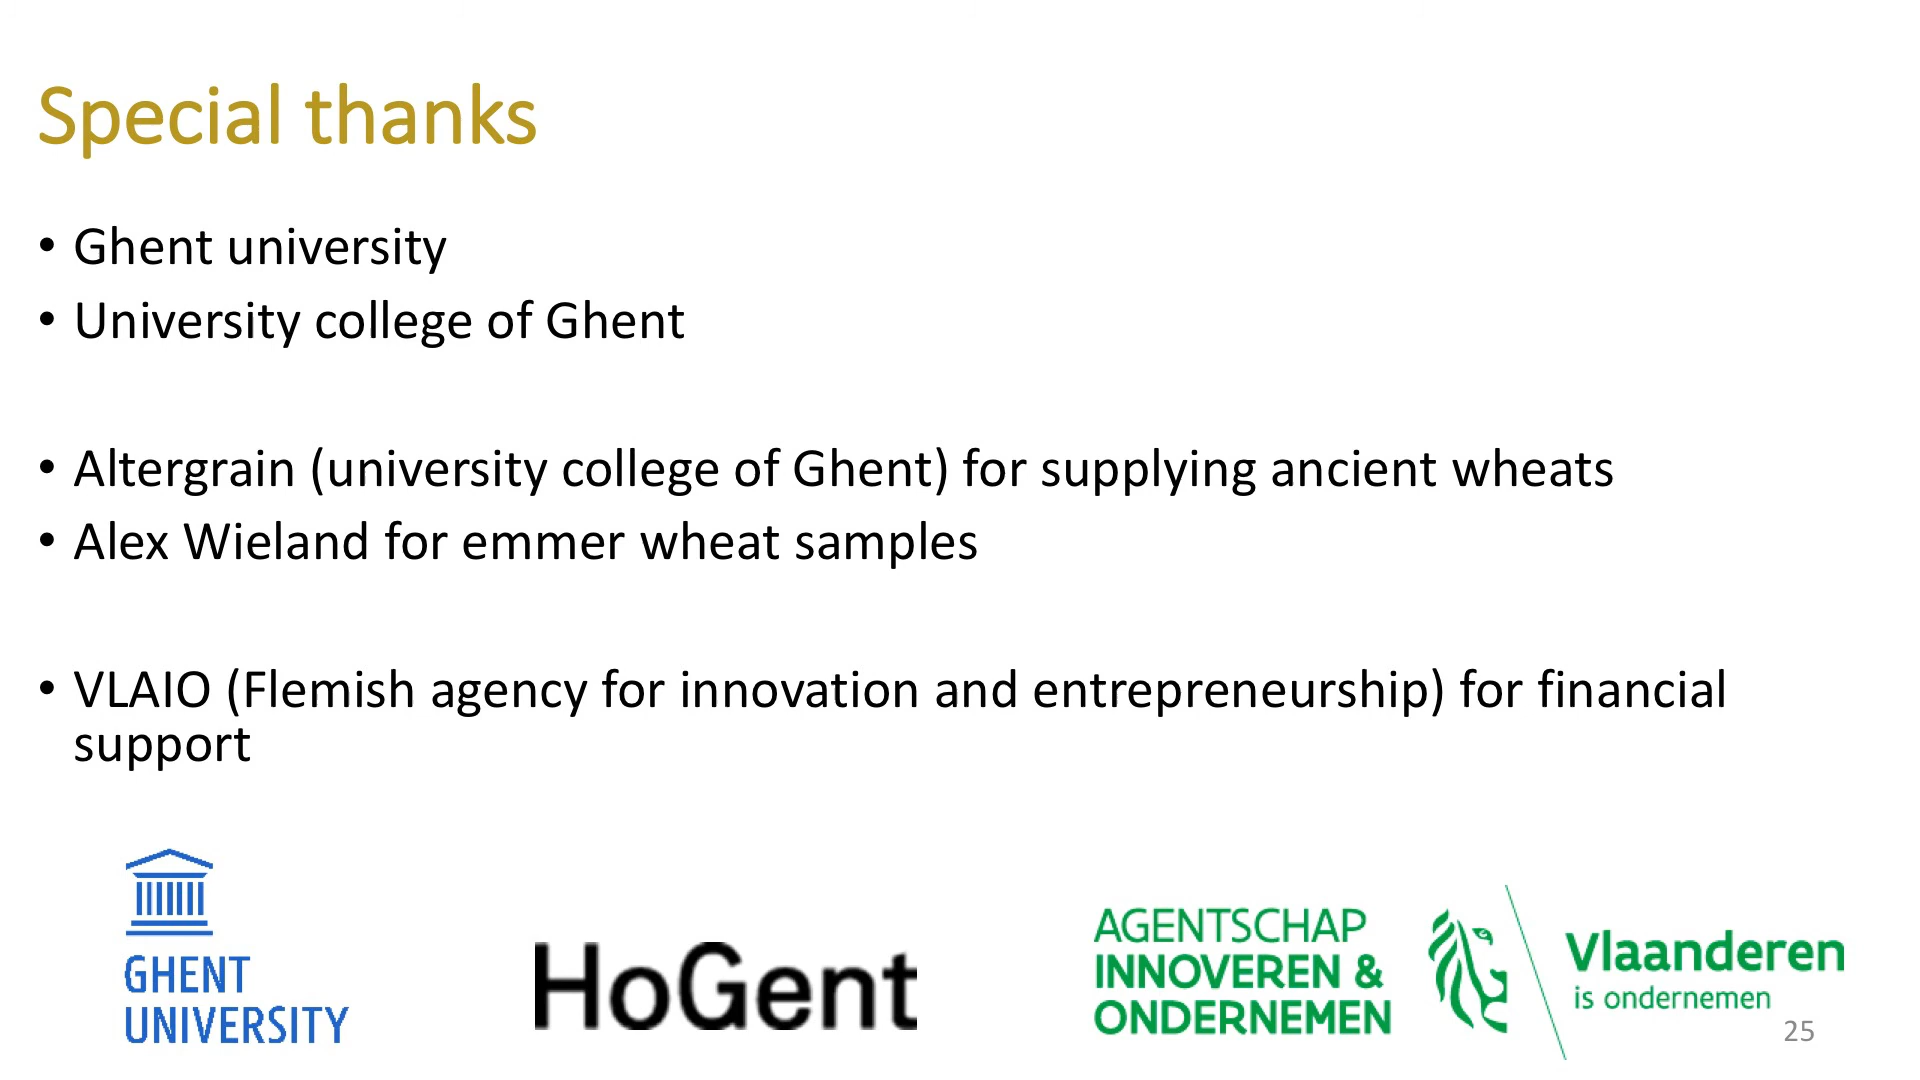 Special thanks
• Ghent university
• University college of Ghent
• Altergrain (university college of Ghent) for supplying ancient wheats
• Alex Wieland for emmer wheat samples
• VLAIO (Flemish agency for innovation and entrepreneurship) for financial
support
GHENT
UNIVERSITY
HoGent
AGENTSCHAP
INNOVEREN &
ONDERNEMEN
Vlaanderen
is ondernemen
25